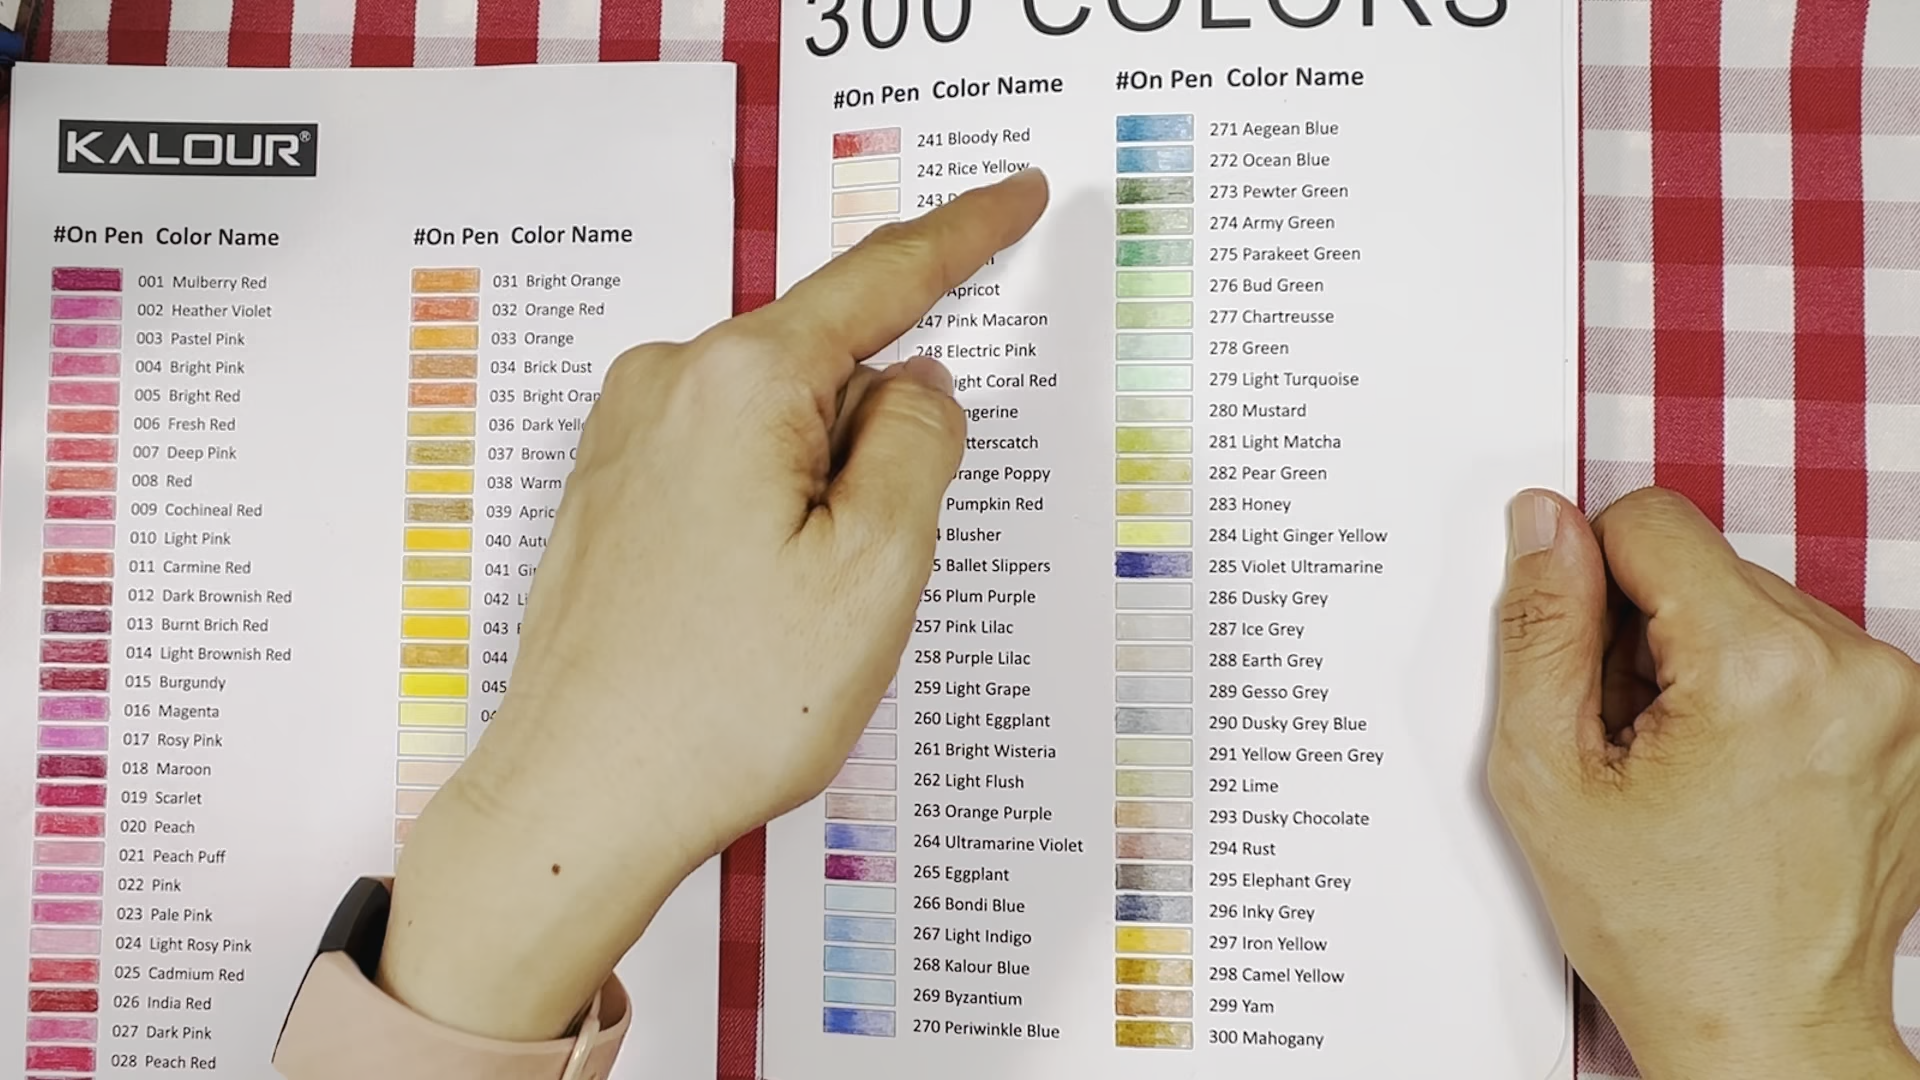 300 COLORS
KALOUR®
#On Pen Color Name
001 Mulberry Red
002 Heather Violet
003 Pastel Pink
004 Bright Pink
005 Bright Red
006 Fresh Red
007 Deep Pink
008 Red
009 Cochineal Red
010 Light Pink
011 Carmine Red
012 Dark Brownish Red
013 Burnt Brich Red
014 Light Brownish Red
015 Burgundy
016 Magenta
017 Rosy Pink
018 Maroon
019 Scarlet
020 Peach
021 Peach Puff
022 Pink
023 Pale Pink
024 Light Rosy Pink
025 Cadmium Red
026 India Red
027 Dark Pink
028 Peach Red
#On Pen Color Name
031 Bright Orange
032 Orange Red
033 Orange
034 Brick Dust
035 Bright
036 Dark
037 Brown
038 Warm
039
040
041
042
043
044
045
#On Pen Color Name
241 Bloody Red
242 Rice Yellow
243
Apricot
247 Pink Macaron
248 Electric Pink
Coral Red
Poppy
Pumpkin Red
Blusher
Ballet Slippers
Plum Purple
257 Pink Lilac
258 Purple Lilac
259 Light Grape
260 Light Eggplant
261 Bright Wisteria
262 Light Flush
263 Orange Purple
264 Ultramarine Violet
265 Eggplant
266 Bondi Blue
267 Light Indigo
268 Kalour Blue
269 Byzantium
270 Periwinkle Blue
#On Pen Color Name
271 Aegean Blue
272 Ocean Blue
273 Pewter Green
274 Army Green
275 Parakeet Green
276 Bud Green
277 Chartreusse
278 Green
279 Light Turquoise
280 Mustard
281 Light Matcha
282 Pear Green
283 Honey
284 Light Ginger Yellow
285 Violet Ultramarine
286 Dusky Grey
287 Ice Grey
288 Earth Grey
289 Gesso Grey
290 Dusky Grey Blue
291 Yellow Green Grey
292 Lime
293 Dusky Chocolate
294 Rust
295 Elephant Grey
296 Inky Grey
297 Iron Yellow
298 Camel Yellow
299 Yam
300 Mahogany